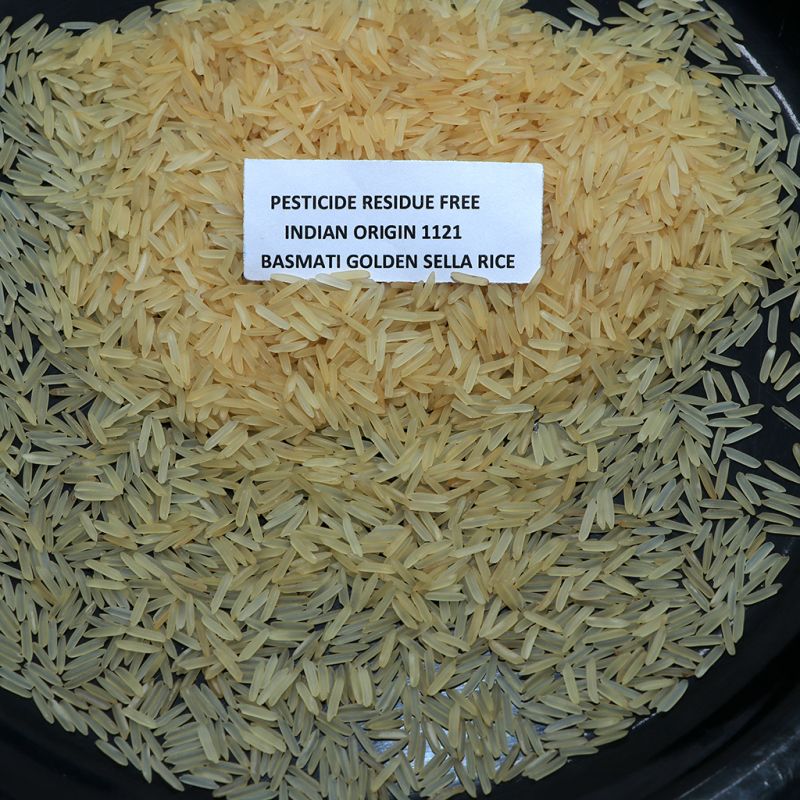 PESTICIDE RESIDUE FREE
INDIAN ORIGIN 1121
BASMATI GOLDEN SELLA RICE